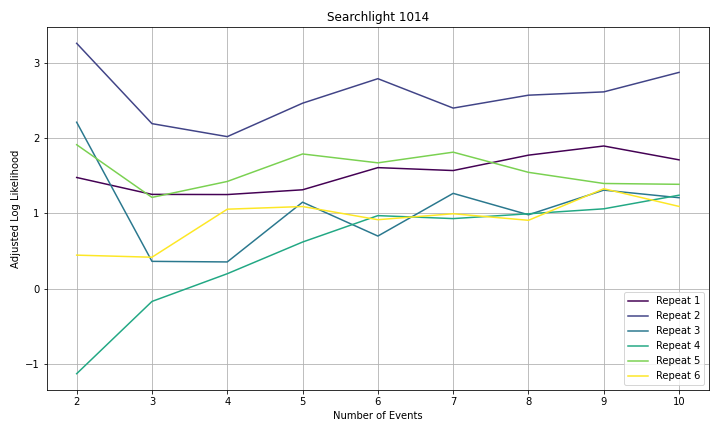 Searchlight 1014
Adjusted Log Likelihood
3
2
1
0
−1
2 3 4 5 6 7 8 9 10
Number of Events
Repeat 1
Repeat 2
Repeat 3
Repeat 4
Repeat 5
Repeat 6